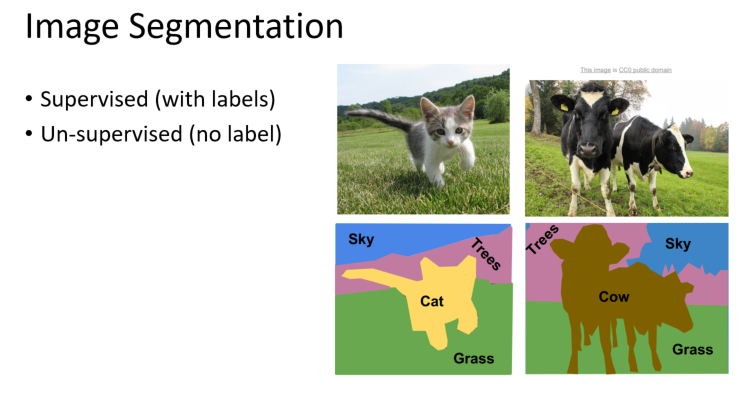 Image Segmentation
• Supervised (with labels)
• Un-supervised (no label)
This image is CC0 public domain
Sky
Trees
Cat
Grass
Trees
Sky
Cow
Grass